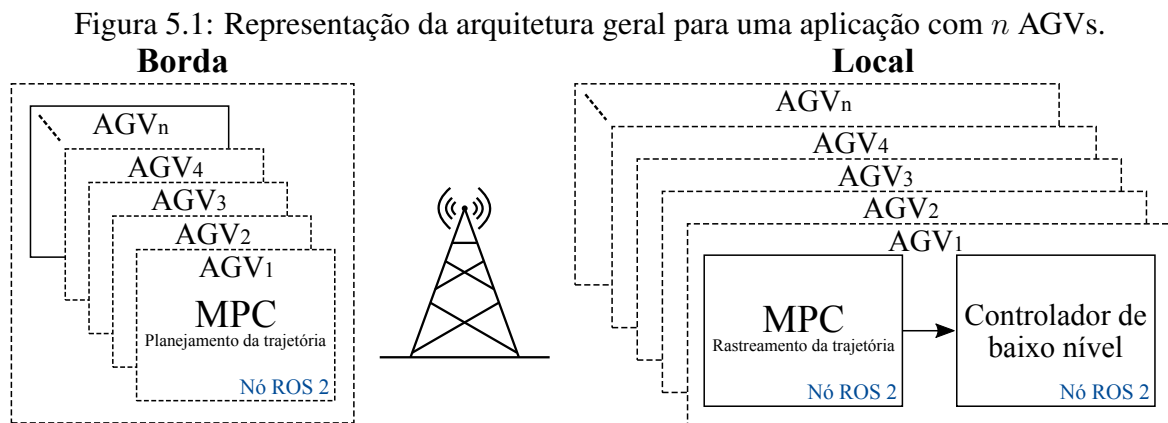 Figura 5.1: Representação da arquitetura geral para uma aplicação com n AGVs.
Borda
AGVn
AGV4
AGV3
AGV2
AGV1
MPC
Planejamento da trajetória
Nó ROS 2
Local
AGVn
AGV4
AGV3
AGV2
AGV1
MPC
Rastreamento da trajetória
Nó ROS 2
Controlador de
baixo nível
Nó ROS 2